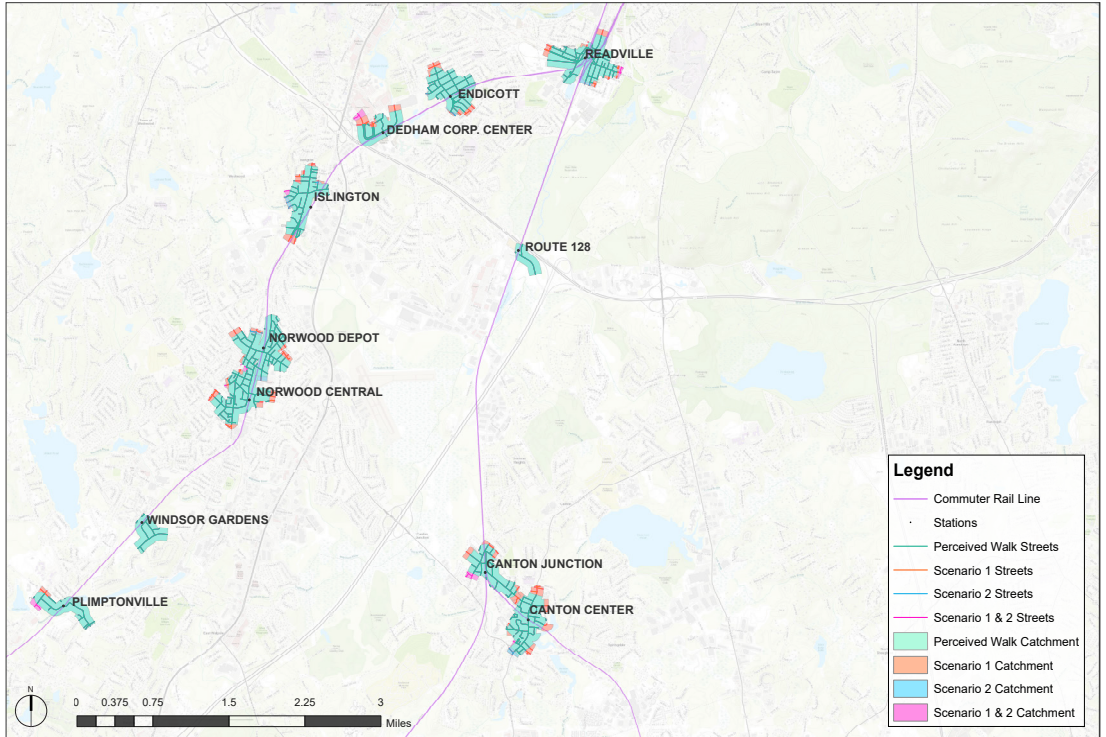 READVILLE
ENDICOTT
DEDHAM CORP. CENTER
ISLINGTON
ROUTE 128
NORWOOD DEPOT
NORWOOD CENTRAL
WINDSOR GARDENS
CANTON JUNCTION
PLIMPTONVILLE
CANTON CENTER
Legend
Commuter Rail Line
Stations
Perceived Walk Streets
Scenario 1 Streets
Scenario 2 Streets
Scenario 1 & 2 Streets
Perceived Walk Catchment
Scenario 1 Catchment
Scenario 2 Catchment
Scenario 1 & 2 Catchment
N
0 0.375 0.75 1.5 2.25 3
Miles